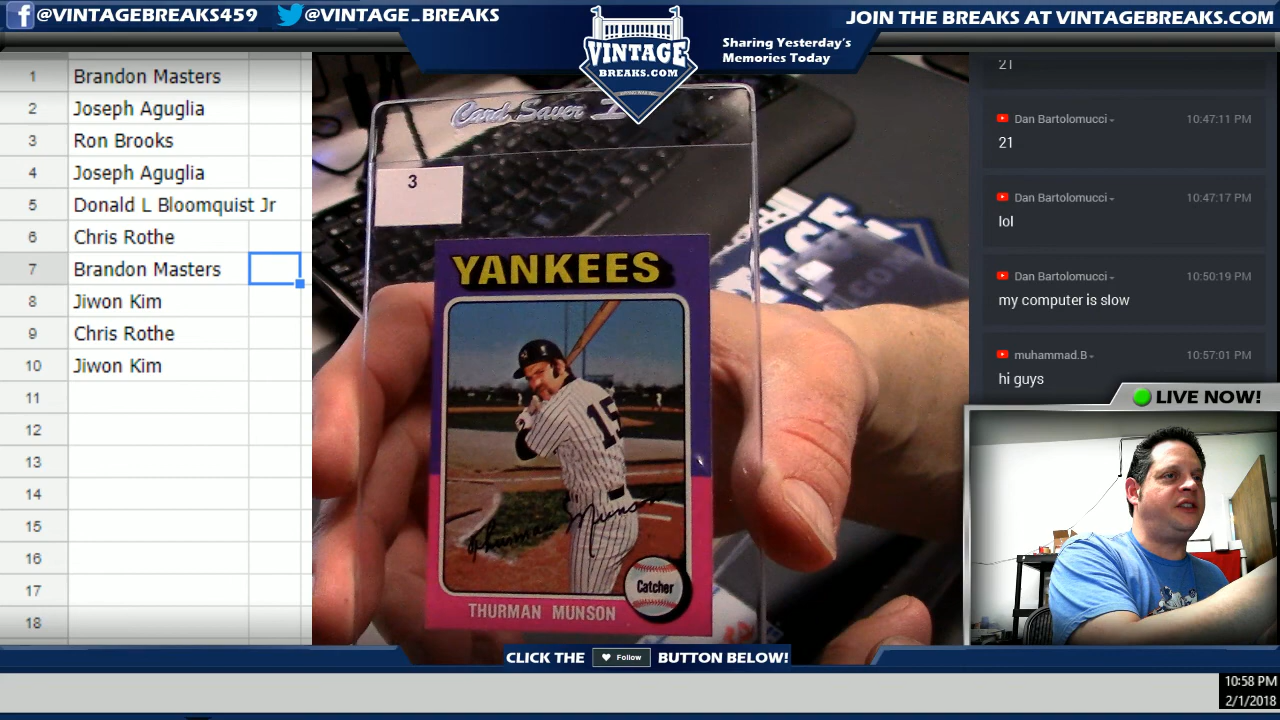 @VINTAGEBREAKS459
@VINTAGE_BREAKS
VINTAGE
BREAKS.COM
Sharing Yesterday's
Memories Today
JOIN THE BREAKS AT VINTAGEBREAKS.COM
1 Brandon Masters
2 Joseph Aguglia
3 Ron Brooks
4 Joseph Aguglia
5 Donald L Bloomquist Jr
6 Chris Rothe
7 Brandon Masters
8 Jiwon Kim
9 Chris Rothe
10 Jiwon Kim
11
12
13
14
15
16
17
18
Card Saver I
3
YANKEES
15
Thurman Munson
Catcher
THURMAN MUNSON
21
Dan Bartolomucci 10:47:11 PM
21
Dan Bartolomucci 10:47:17 PM
lol
Dan Bartolomucci 10:50:19 PM
my computer is slow
muhammad.B 10:57:01 PM
hi guys
LIVE NOW!
CLICK THE Follow BUTTON BELOW!
10:58 PM
2/1/2018